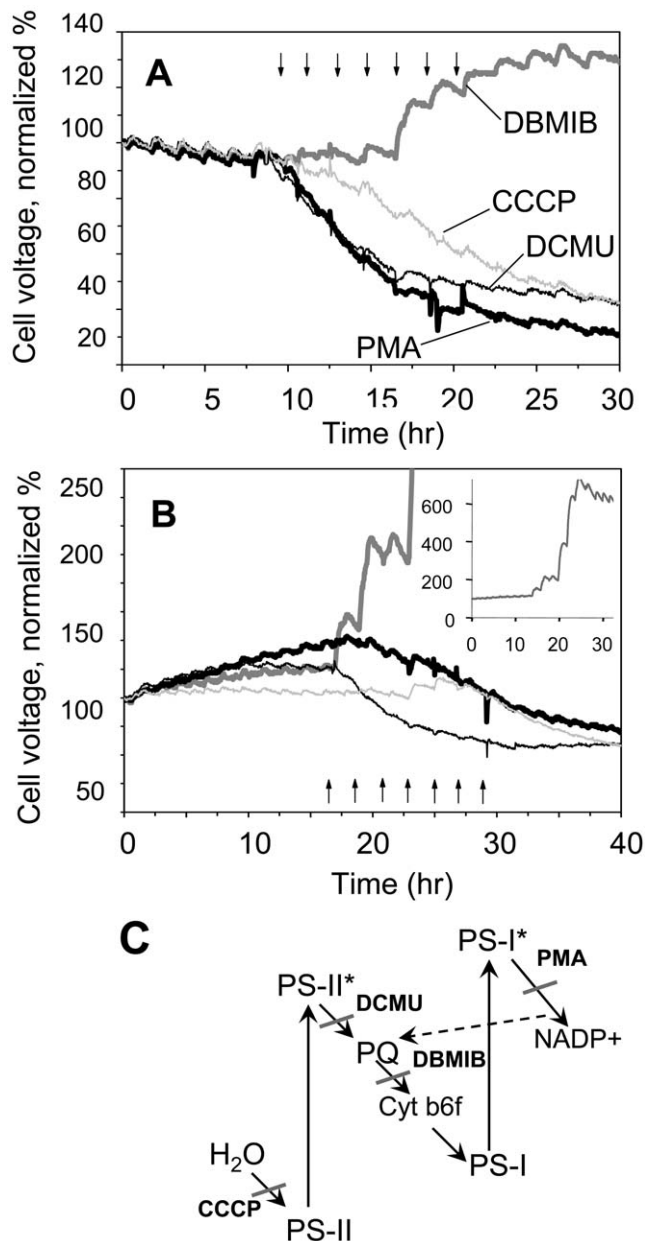 A
Cell voltage, normalized %
140
120
100
80
60
40
20
DBMIB
CCCP
DCMU
PMA
0 5 10 15 20 25 30
Time (hr)
B
Cell voltage, normalized %
250
200
150
100
50
600
400
200
0
0 10 20 30
0 10 20 30 40
Time (hr)
C
PS-I*
PMA
PS-II*
DCMU
NADP+
PQ
DBMIB
Cyt b6f
H2O
PS-I
CCCP
PS-II